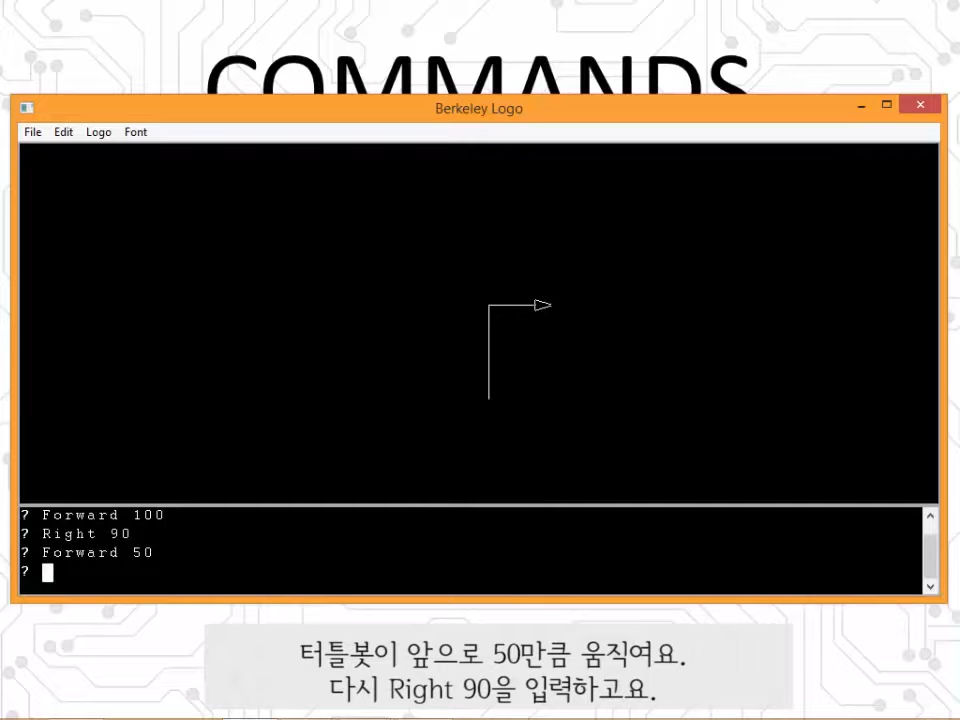 COMMANDS
Berkeley Logo
File Edit Logo Font
? Forward 100
? Right 90
? Forward 50
?
터틀봇이 앞으로 50만큼 움직여요.
다시 Right 90을 입력하고요.